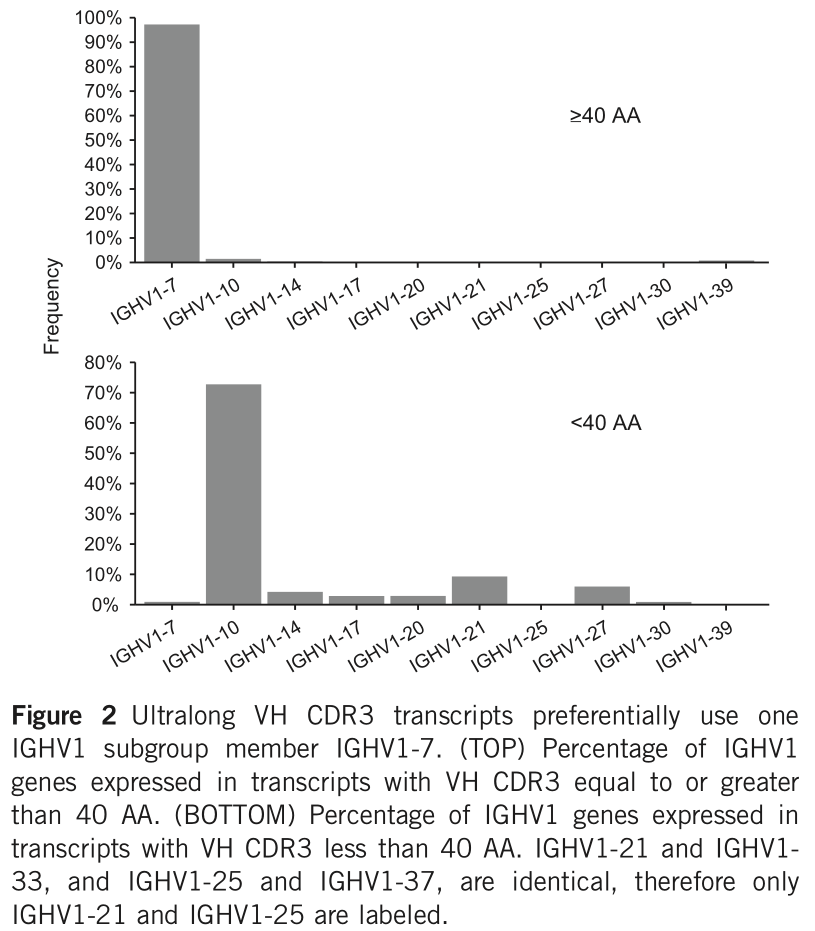 100%
90%
80%
70%
60%
50%
40%
30%
20%
10%
0%
≥40 AA
IGHV1-7
IGHV1-10
IGHV1-14
IGHV1-17
IGHV1-20
IGHV1-21
IGHV1-25
IGHV1-27
IGHV1-30
IGHV1-39
Frequency
80%
70%
60%
50%
40%
30%
20%
10%
0%
<40 AA
IGHV1-7
IGHV1-10
IGHV1-14
IGHV1-17
IGHV1-20
IGHV1-21
IGHV1-25
IGHV1-27
IGHV1-30
IGHV1-39
Figure 2 Ultralong VH CDR3 transcripts preferentially use one
IGHV1 subgroup member IGHV1-7. (TOP) Percentage of IGHV1
genes expressed in transcripts with VH CDR3 equal to or greater
than 40 AA. (BOTTOM) Percentage of IGHV1 genes expressed in
transcripts with VH CDR3 less than 40 AA. IGHV1-21 and IGHV1-
33, and IGHV1-25 and IGHV1-37, are identical, therefore only
IGHV1-21 and IGHV1-25 are labeled.